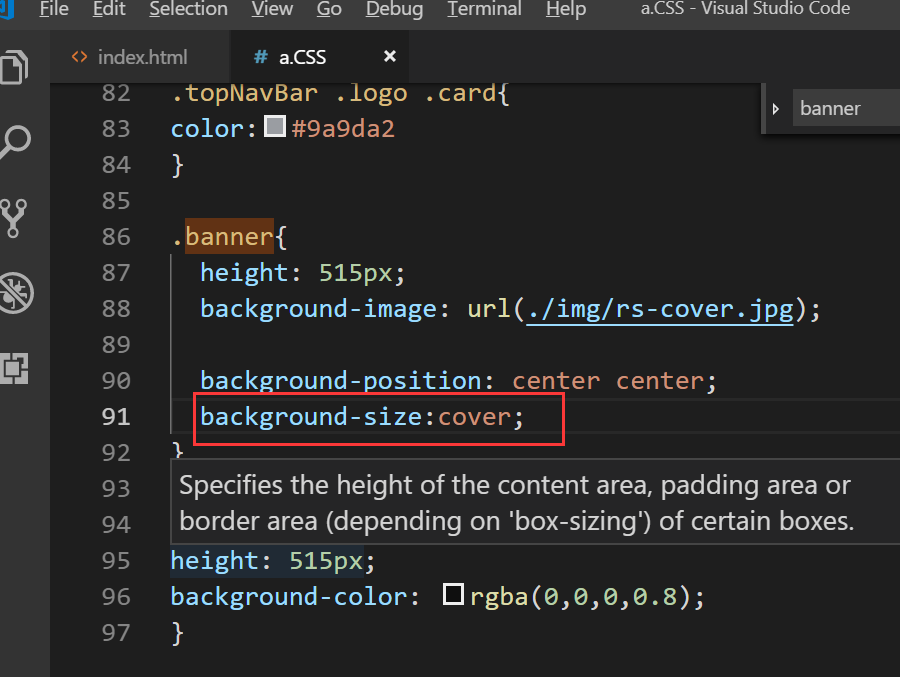 File Edit Selection View Go Debug Terminal Help a.CSS - Visual Studio Code
<> index.html # a.CSS ×
banner
82 .topNavBar .logo .card{
83 color:#9a9da2
84 }
85
86 .banner{
87 height: 515px;
88 background-image: url(./img/rs-cover.jpg);
89
90 background-position: center center;
91 background-size:cover;
92 }
93 Specifies the height of the content area, padding area or
94 border area (depending on 'box-sizing') of certain boxes.
95 height: 515px;
96 background-color: rgba(0,0,0,0.8);
97 }